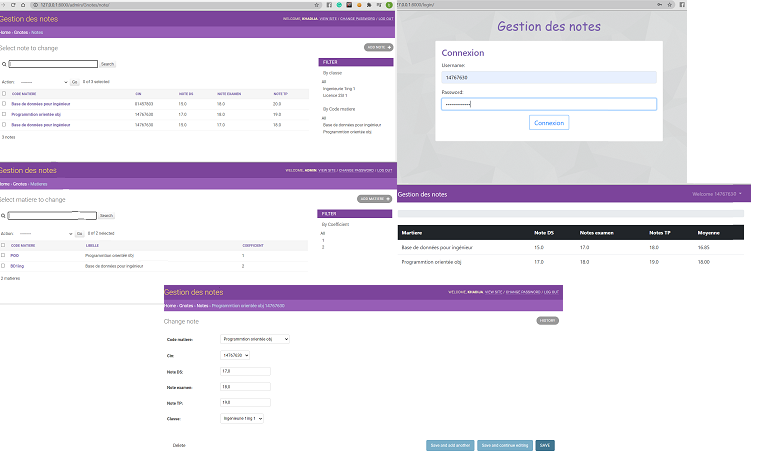 127.0.0.1:8000/admin/Gnotes/note/
Gestion des notes
WELCOME, KHADIJA. VIEW SITE / CHANGE PASSWORD / LOG OUT
Home › Gnotes › Notes
Select note to change
ADD NOTE +
Search
Action: -------- Go 0 of 3 selected
CODE MATIERE CIN NOTE DS NOTE EXAMEN NOTE TP
Base de données pour ingénieur 01457803 15.0 18.0 20.0
Programmtion orientée obj 14767630 17.0 18.0 19.0
Base de données pour ingénieur 14767630 15.0 17.0 18.0
3 notes
FILTER
By classe
All
Ingenieure 1ing 1
Licence 2SI 1
By Code matiere
All
Base de données pour ingénieur
Programmtion orientée obj
127.0.0.1:8000/login/
Gestion des notes
Connexion
Username:
14767630
Password:
Connexion
Gestion des notes
WELCOME, ADMIN. VIEW SITE / CHANGE PASSWORD / LOG OUT
Home › Gnotes › Matieres
Select matiere to change
ADD MATIERE +
Search
Action: -------- Go 0 of 2 selected
CODE MATIERE LIBELLE COEFFICIENT
POO Programmtion orientée obj 1
BD1ing Base de données pour ingénieur 2
2 matieres
FILTER
By Coefficient
All
1
2
Gestion des notes
Welcome 14767630
Martiere Note DS Notes examen Notes TP Moyenne
Base de données pour ingénieur 15.0 17.0 18.0 16.85
Programmtion orientée obj 17.0 18.0 19.0 18.00
Gestion des notes
WELCOME, KHADIJA. VIEW SITE / CHANGE PASSWORD / LOG OUT
Home › Gnotes › Notes › Programmtion orientée obj 14767630
Change note
HISTORY
Code matiere: Programmtion orientée obj
Cin: 14767630
Note DS: 17,0
Note examen: 18,0
Note TP: 19,0
Classe: Ingenieure 1ing 1
Delete
Save and add another
Save and continue editing
SAVE